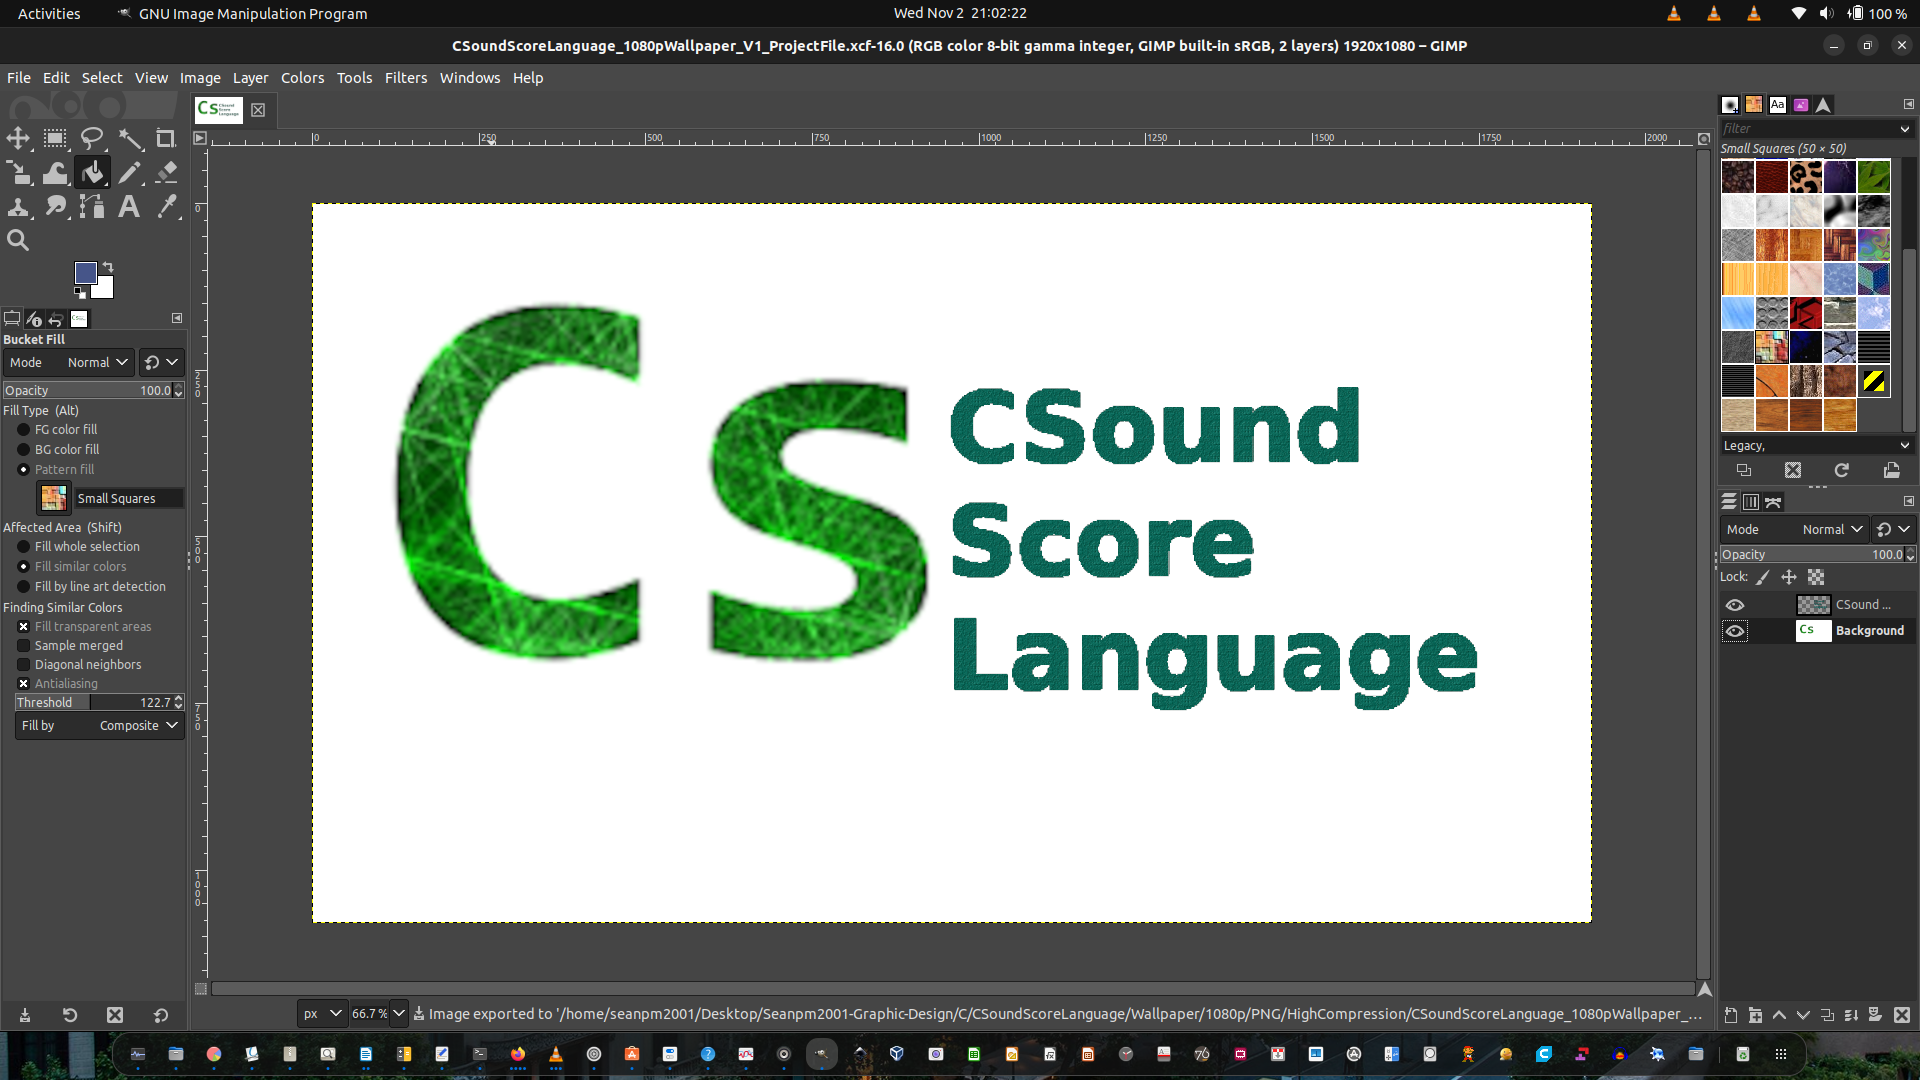 Activities
GNU Image Manipulation Program
Wed Nov 2 21:02:22
100 %
CSoundScoreLanguage_1080pWallpaper_V1_ProjectFile.xcf-16.0 (RGB color 8-bit gamma integer, GIMP built-in sRGB, 2 layers) 1920x1080 – GIMP
File Edit Select View Image Layer Colors Tools Filters Windows Help
0 250 500 750 1000 1250 1500 1750 2000
Aa
filter
Small Squares (50 × 50)
0
250
500
750
1000
Cs
CSound
Score
Language
Bucket Fill
Mode Normal
Opacity 100.0
Fill Type (Alt)
FG color fill
BG color fill
Pattern fill
Small Squares
Affected Area (Shift)
Fill whole selection
Fill similar colors
Fill by line art detection
Finding Similar Colors
Fill transparent areas
Sample merged
Diagonal neighbors
Antialiasing
Threshold 122.7
Fill by Composite
Legacy,
Mode Normal
Opacity 100.0
Lock:
CSound ...
Cs Background
px 66.7 % Image exported to '/home/seanpm2001/Desktop/Seanpm2001-Graphic-Design/C/CSoundScoreLanguage/Wallpaper/1080p/PNG/HighCompression/CSoundScoreLanguage_1080pWallpaper_...